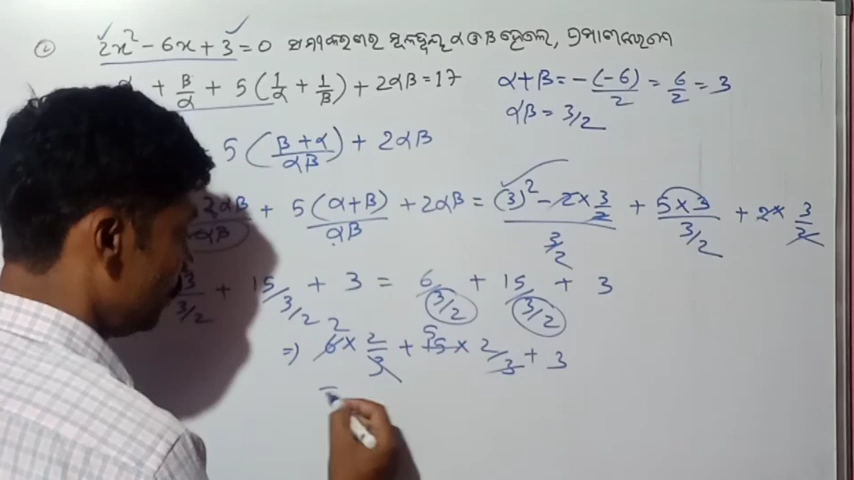 2x² - 6x + 3 = 0 ସମୀକରଣର ମୂଳଦ୍ୱୟ α ଓ β ହେଲେ, ପ୍ରମାଣ କର ଯେ
+ β/α + 5 (1/α + 1/β) + 2αβ = 17
α+β = -(-6)/2 = 6/2 = 3
αβ = 3/2
5 (β+α / αβ) + 2αβ
2αβ / αβ + 5(α+β) / αβ + 2αβ = (3)² - 2 × 3/2 / 3/2 + 5×3 / 3/2 + 2 × 3/2
3 / 3/2 + 15 / 3/2 + 3 = 6 / 3/2 + 15 / 3/2 + 3
⇒ 6 × 2/3 + 15 × 2/3 + 3